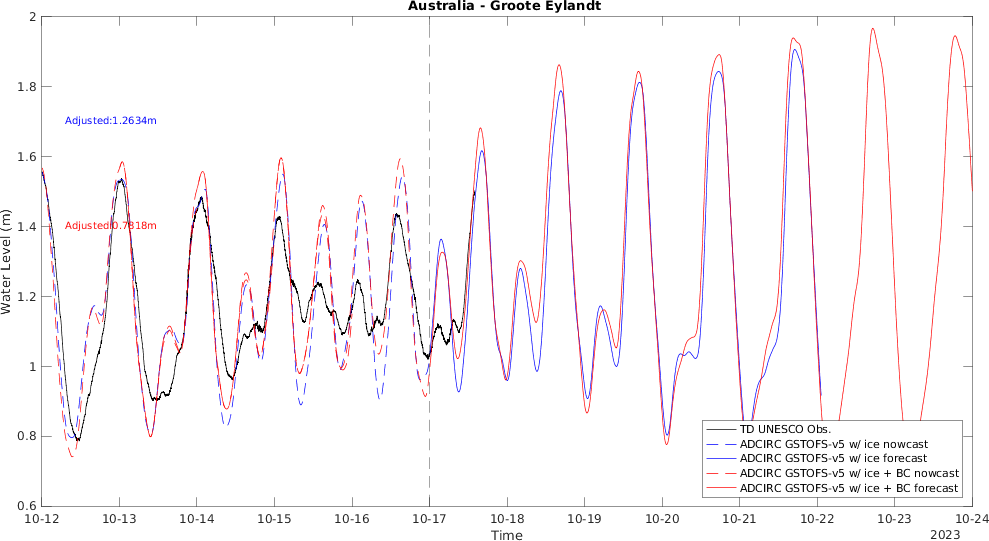 Australia - Groote Eylandt
2
1.8
1.6
1.4
1.2
1
0.8
0.6
Water Level (m)
Adjusted:1.2634m
Adjusted:0.7818m
TD UNESCO Obs.
ADCIRC GSTOFS-v5 w/ ice nowcast
ADCIRC GSTOFS-v5 w/ ice forecast
ADCIRC GSTOFS-v5 w/ ice + BC nowcast
ADCIRC GSTOFS-v5 w/ ice + BC forecast
10-12 10-13 10-14 10-15 10-16 10-17 10-18 10-19 10-20 10-21 10-22 10-23 10-24
Time
2023